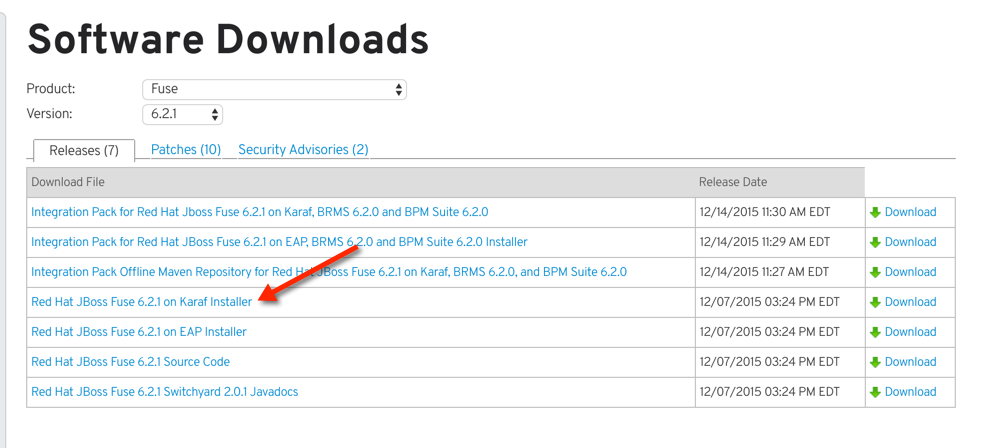 Software Downloads
Product: Fuse
Version: 6.2.1
Releases (7) Patches (10) Security Advisories (2)
Download File Release Date
Integration Pack for Red Hat Jboss Fuse 6.2.1 on Karaf, BRMS 6.2.0 and BPM Suite 6.2.0 12/14/2015 11:30 AM EDT Download
Integration Pack for Red Hat JBoss Fuse 6.2.1 on EAP, BRMS 6.2.0 and BPM Suite 6.2.0 Installer 12/14/2015 11:29 AM EDT Download
Integration Pack Offline Maven Repository for Red Hat JBoss Fuse 6.2.1 on Karaf, BRMS 6.2.0, and BPM Suite 6.2.0 12/14/2015 11:27 AM EDT Download
Red Hat JBoss Fuse 6.2.1 on Karaf Installer 12/07/2015 03:24 PM EDT Download
Red Hat JBoss Fuse 6.2.1 on EAP Installer 12/07/2015 03:24 PM EDT Download
Red Hat JBoss Fuse 6.2.1 Source Code 12/07/2015 03:24 PM EDT Download
Red Hat JBoss Fuse 6.2.1 Switchyard 2.0.1 Javadocs 12/07/2015 03:24 PM EDT Download